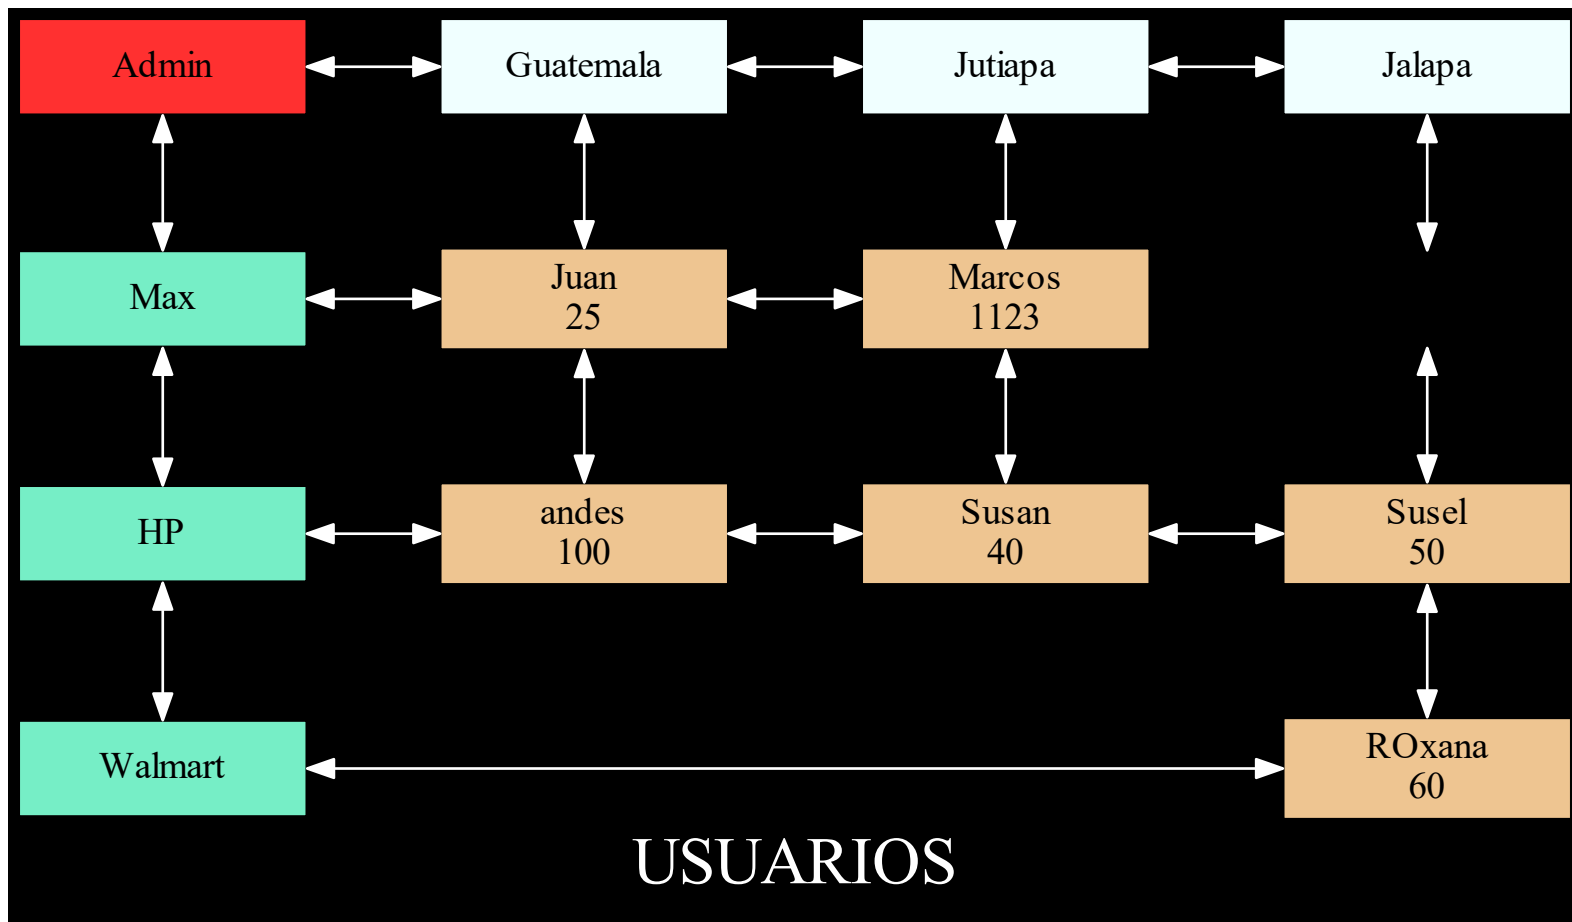 Admin
Guatemala
Jutiapa
Jalapa
Max
Juan
25
Marcos
1123
HP
andes
100
Susan
40
Susel
50
Walmart
ROxana
60
USUARIOS